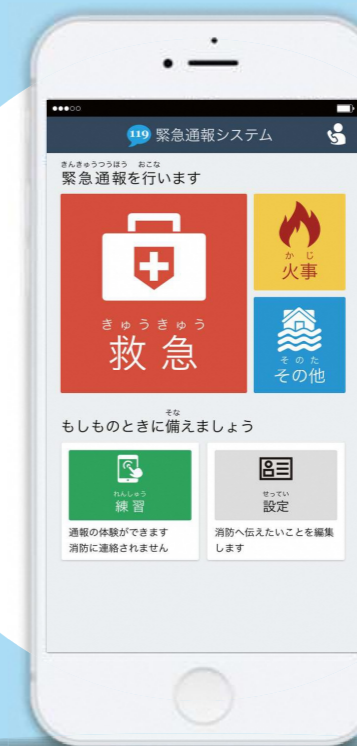 119 緊急通報システム
きんきゅうつうほう おこな
緊急通報を行います
きゅうきゅう
救急
かじ
火事
そのた
その他
そな
もしものときに備えましょう
れんしゅう
練習
通報の体験ができます
消防に連絡されません
せってい
設定
消防へ伝えたいことを編集
します